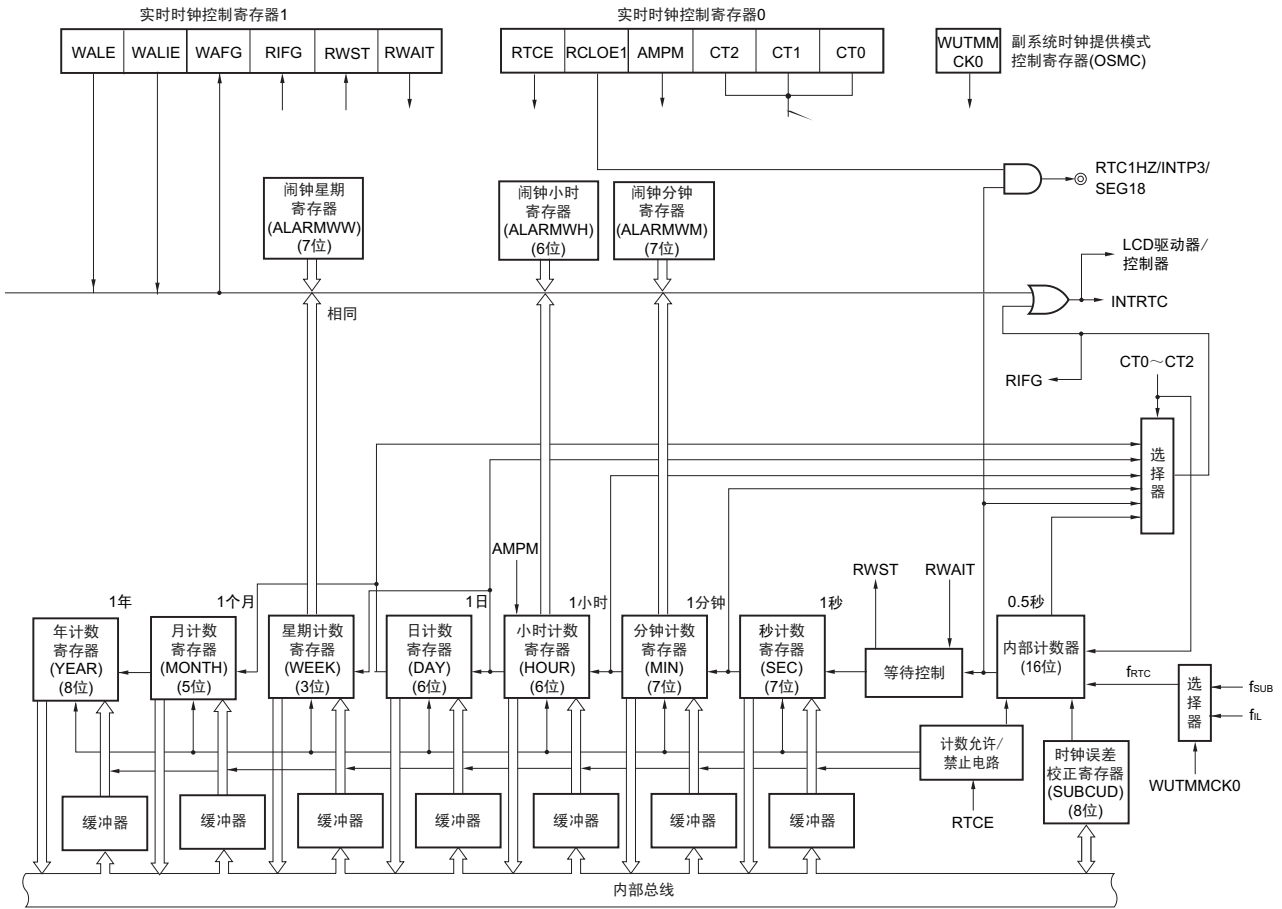 实时时钟控制寄存器1
WALE WALIE WAFG RIFG RWST RWAIT
实时时钟控制寄存器0
RTCE RCLOE1 AMPM CT2 CT1 CT0
WUTMM
CK0
副系统时钟提供模式
控制寄存器(OSMC)
闹钟星期
寄存器
(ALARMWW)
(7位)
闹钟小时
寄存器
(ALARMWH)
(6位)
闹钟分钟
寄存器
(ALARMWM)
(7位)
RTC1HZ/INTP3/
SEG18
LCD驱动器/
控制器
INTRTC
相同
RIFG
CT0～CT2
选
择
器
AMPM
RWST
RWAIT
1年
1个月
1日
1小时
1分钟
1秒
0.5秒
年计数
寄存器
(YEAR)
(8位)
月计数
寄存器
(MONTH)
(5位)
星期计数
寄存器
(WEEK)
(3位)
日计数
寄存器
(DAY)
(6位)
小时计数
寄存器
(HOUR)
(6位)
分钟计数
寄存器
(MIN)
(7位)
秒计数
寄存器
(SEC)
(7位)
等待控制
内部计数器
(16位)
fRTC
选
择
器
fSUB
fIL
WUTMMCK0
计数允许/
禁止电路
RTCE
时钟误差
校正寄存器
(SUBCUD)
(8位)
缓冲器
缓冲器
缓冲器
缓冲器
缓冲器
缓冲器
缓冲器
内部总线